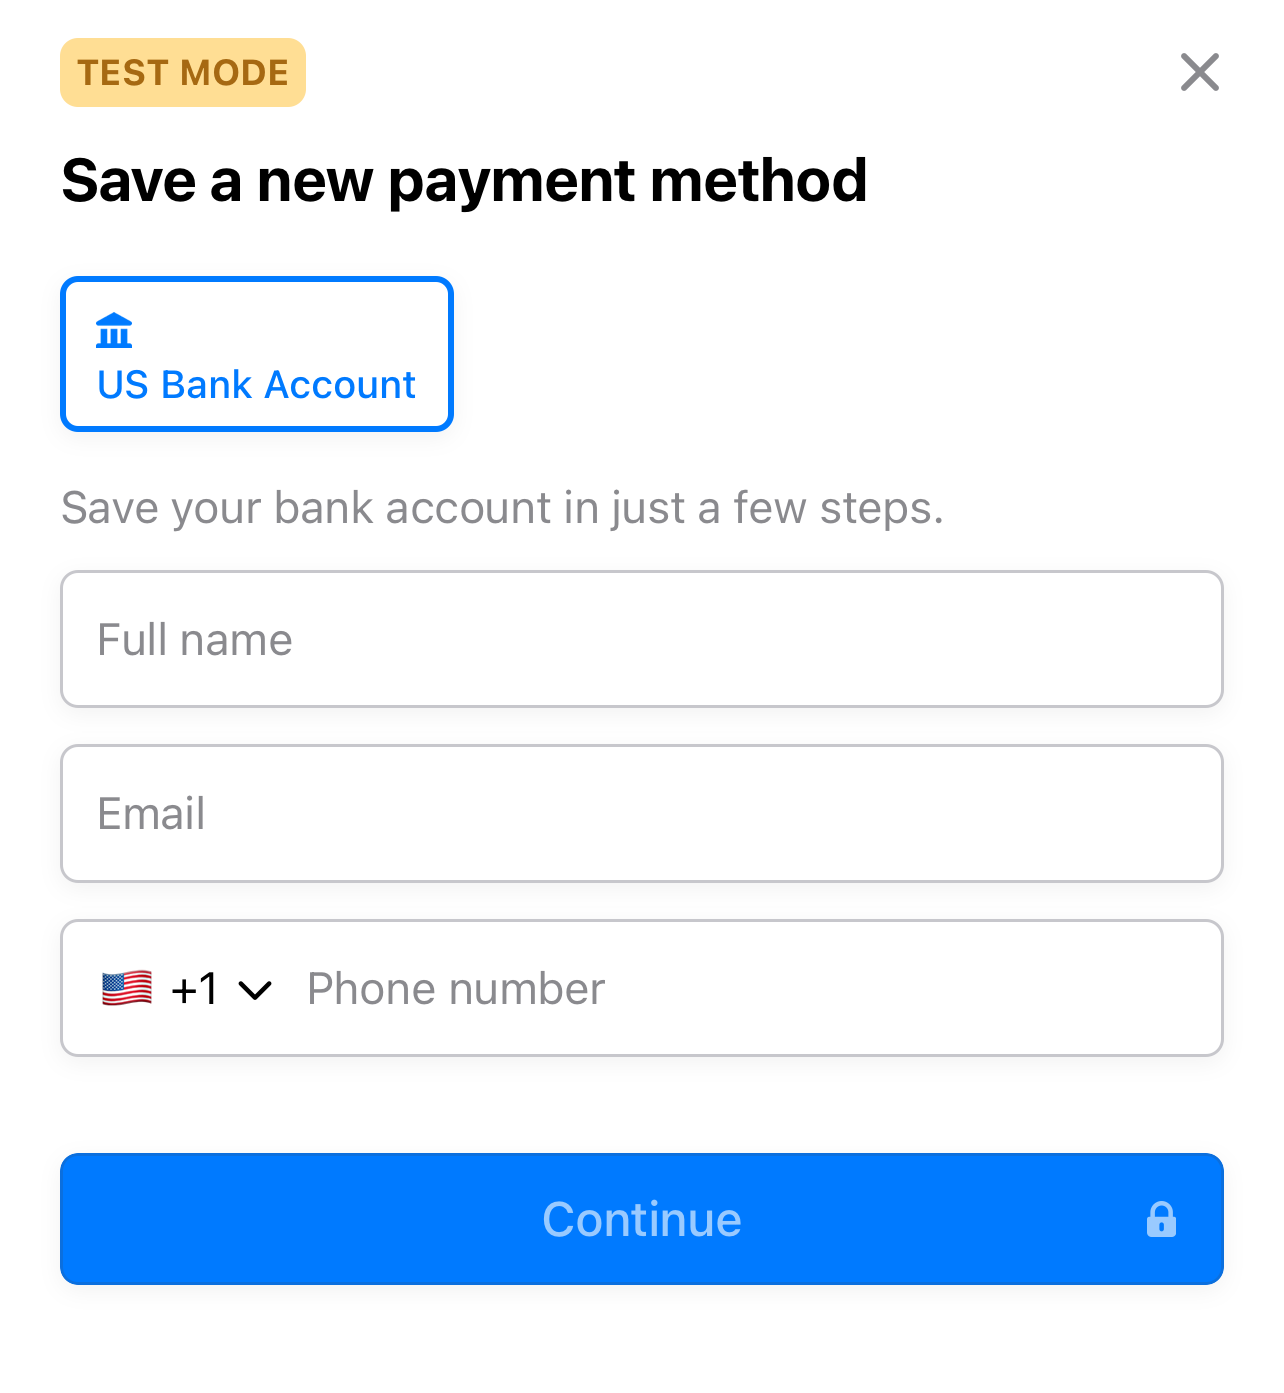 TEST MODE
Save a new payment method
US Bank Account
Save your bank account in just a few steps.
Full name
Email
+1 Phone number
Continue